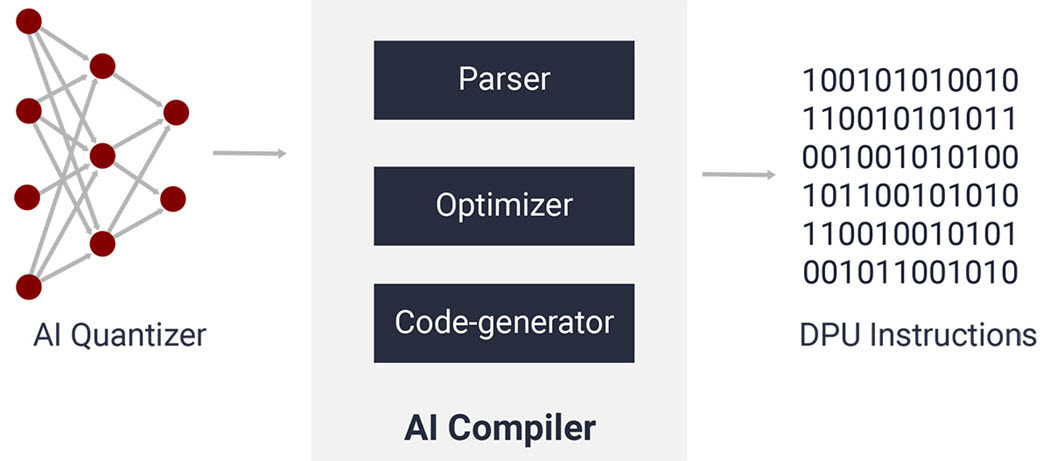 Parser
Optimizer
Code-generator
AI Compiler
AI Quantizer
100101010010
110010101011
001001010100
101100101010
110010010101
001011001010
DPU Instructions